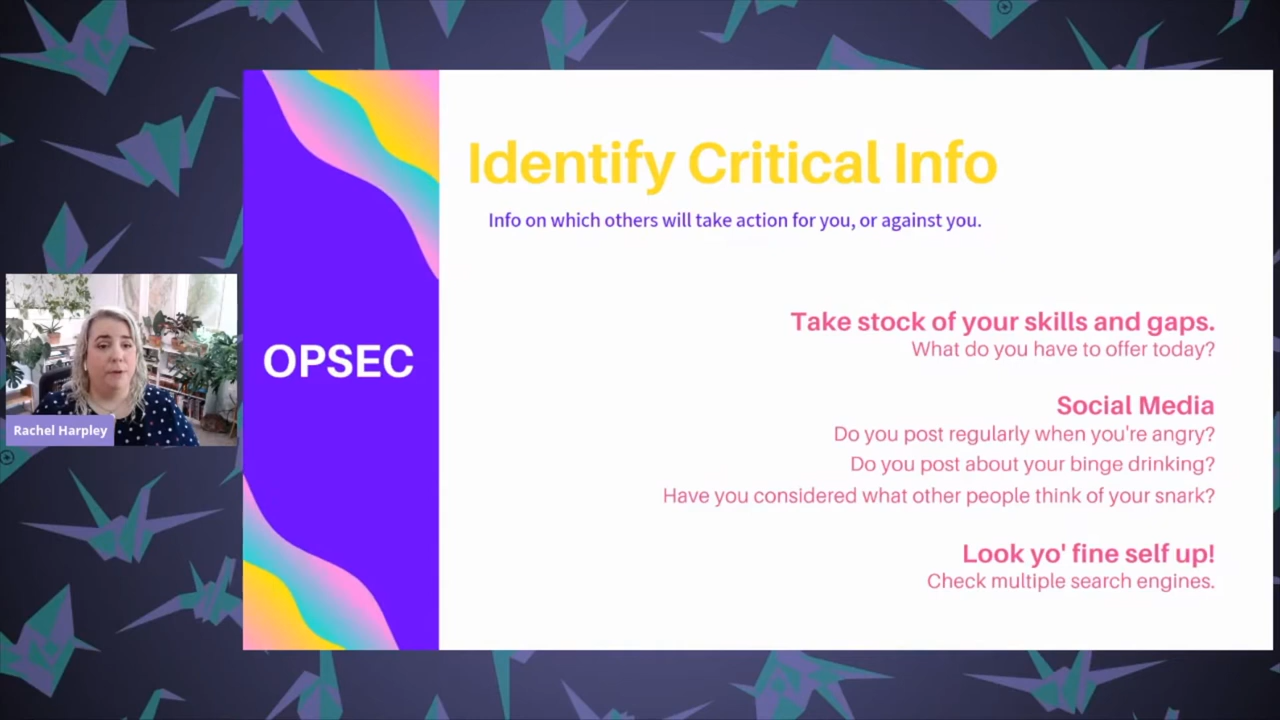 Identify Critical Info
Info on which others will take action for you, or against you.
Take stock of your skills and gaps.
What do you have to offer today?
OPSEC
Social Media
Do you post regularly when you're angry?
Rachel Harpley
Do you post about your binge drinking?
Have you considered what other people think of your snark?
Look yo' fine self up!
Check multiple search engines.